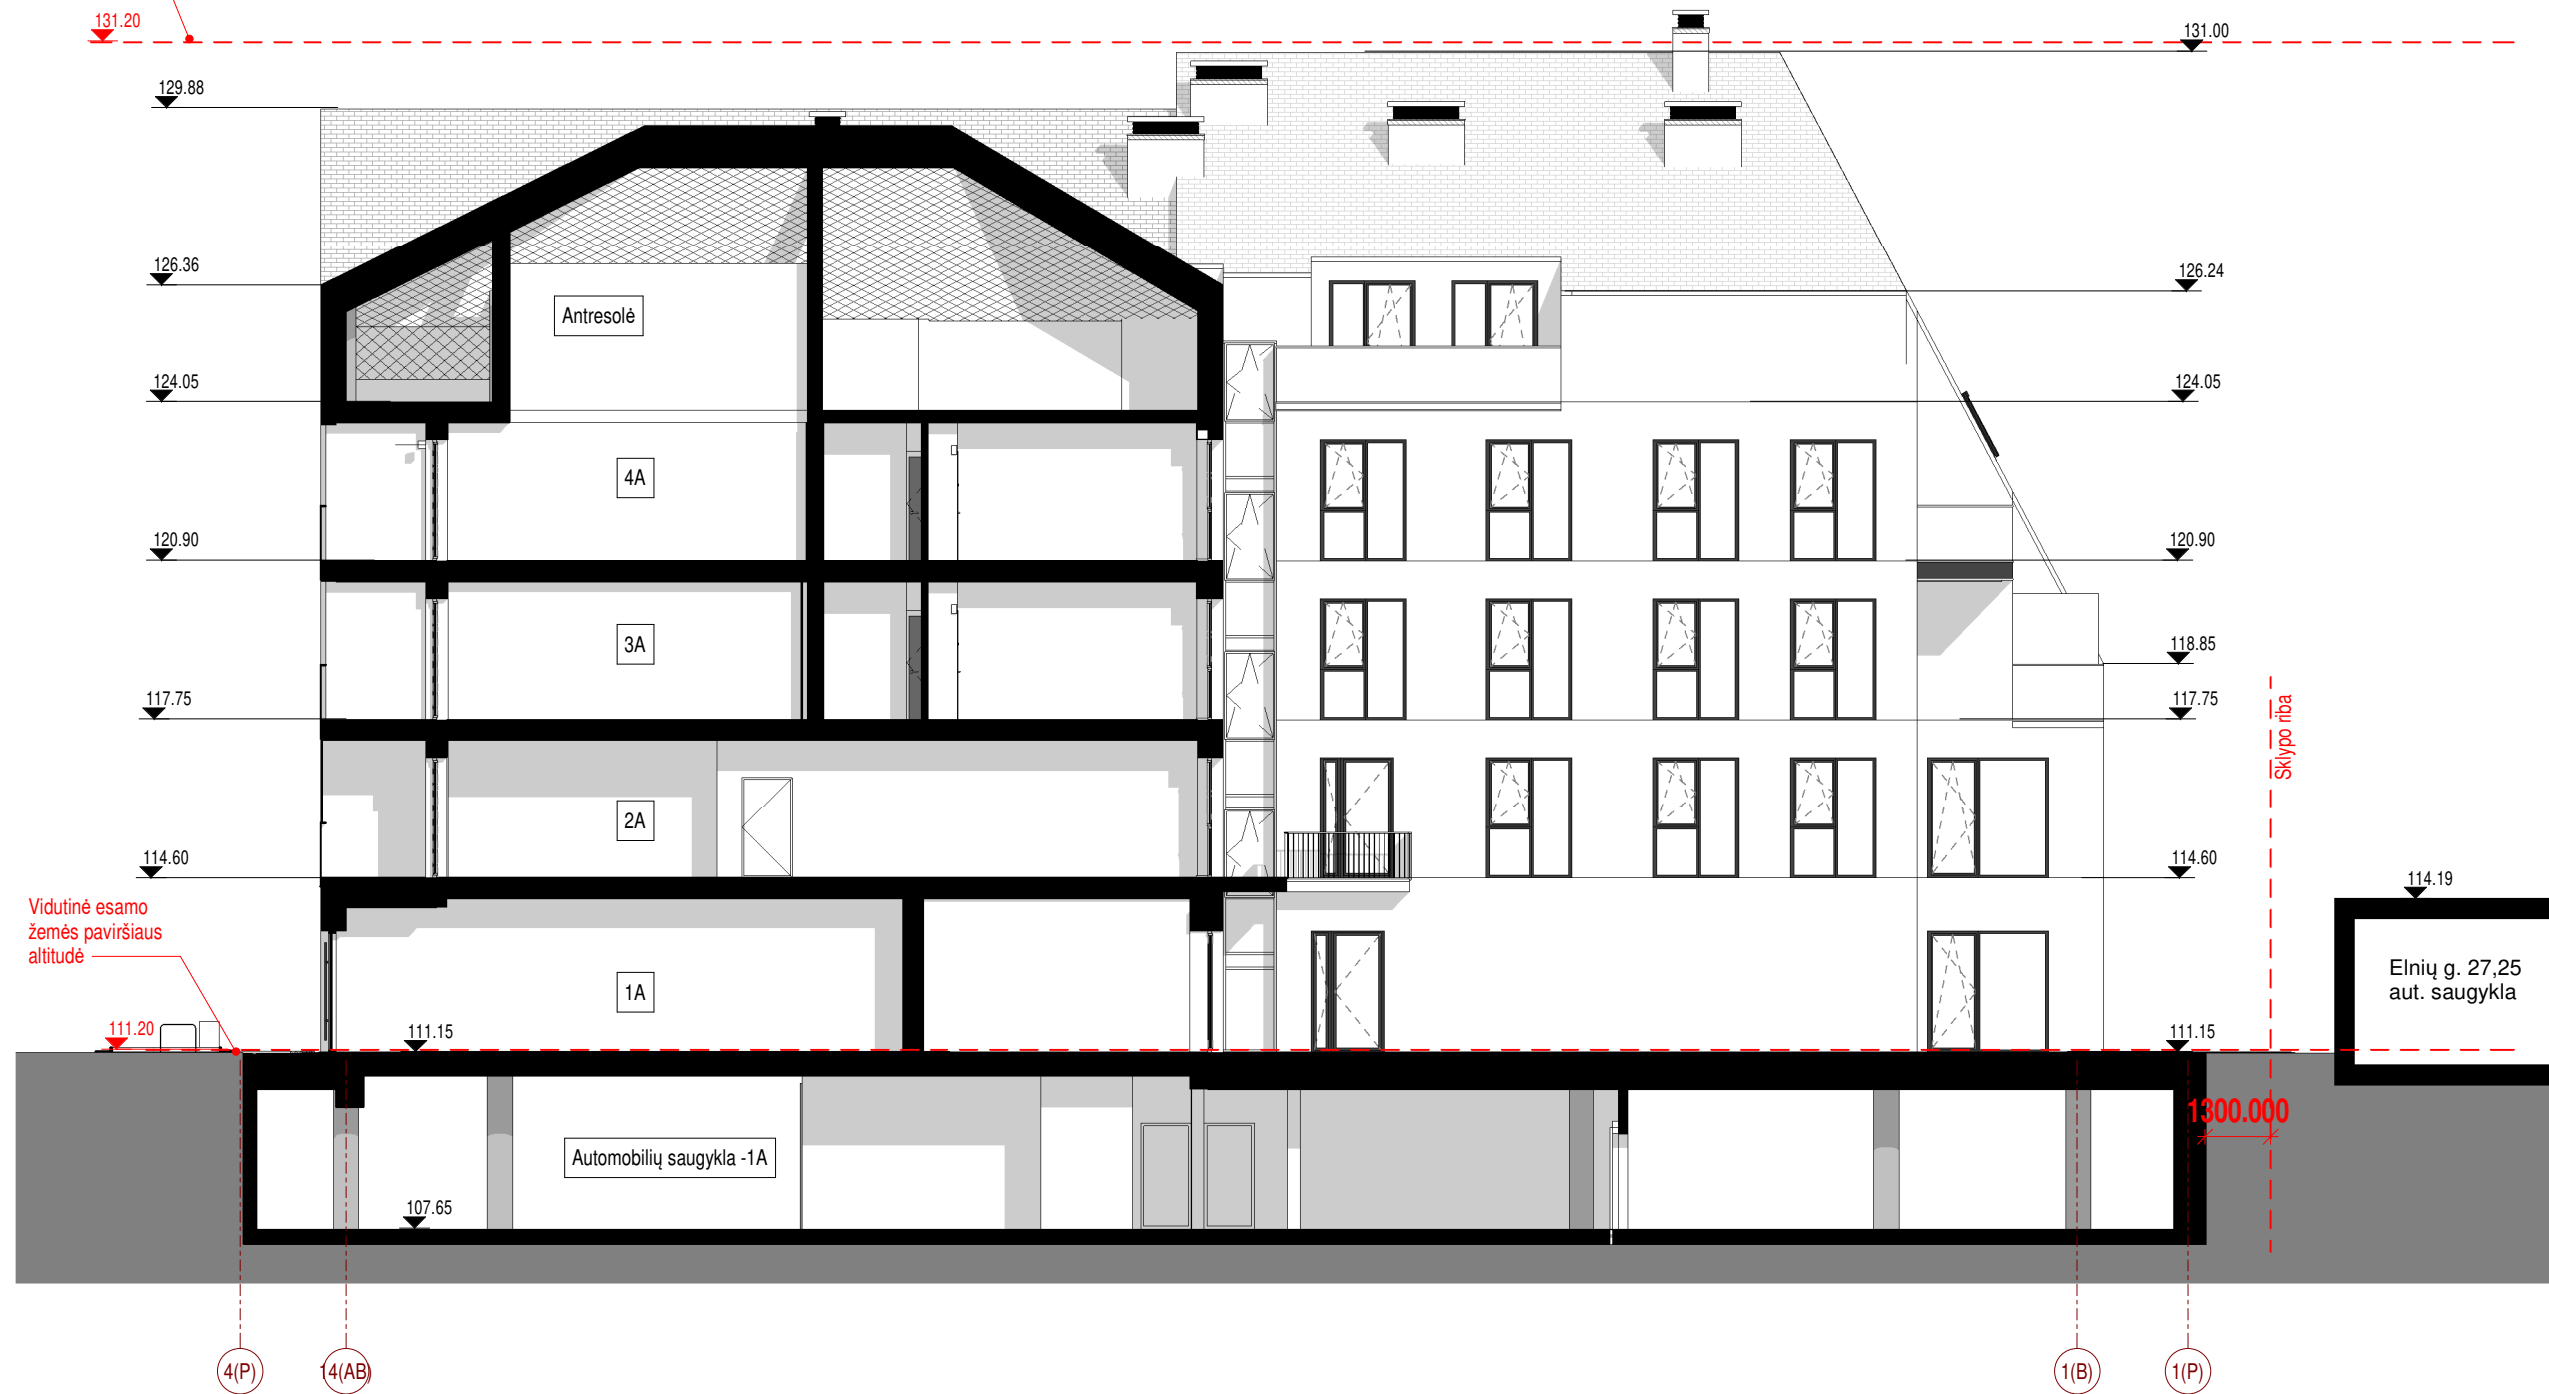 131.20
131.00
129.88
126.36
126.24
Antresolė
124.05
124.05
4A
120.90
120.90
3A
118.85
117.75
117.75
Sklypo riba
2A
114.60
114.60
114.19
Vidutinė esamo
žemės paviršiaus
altitudė
Elnių g. 27,25
aut. saugykla
1A
111.20
111.15
111.15
1300.000
Automobilių saugykla -1A
107.65
4(P)
14(AB)
1(B)
1(P)